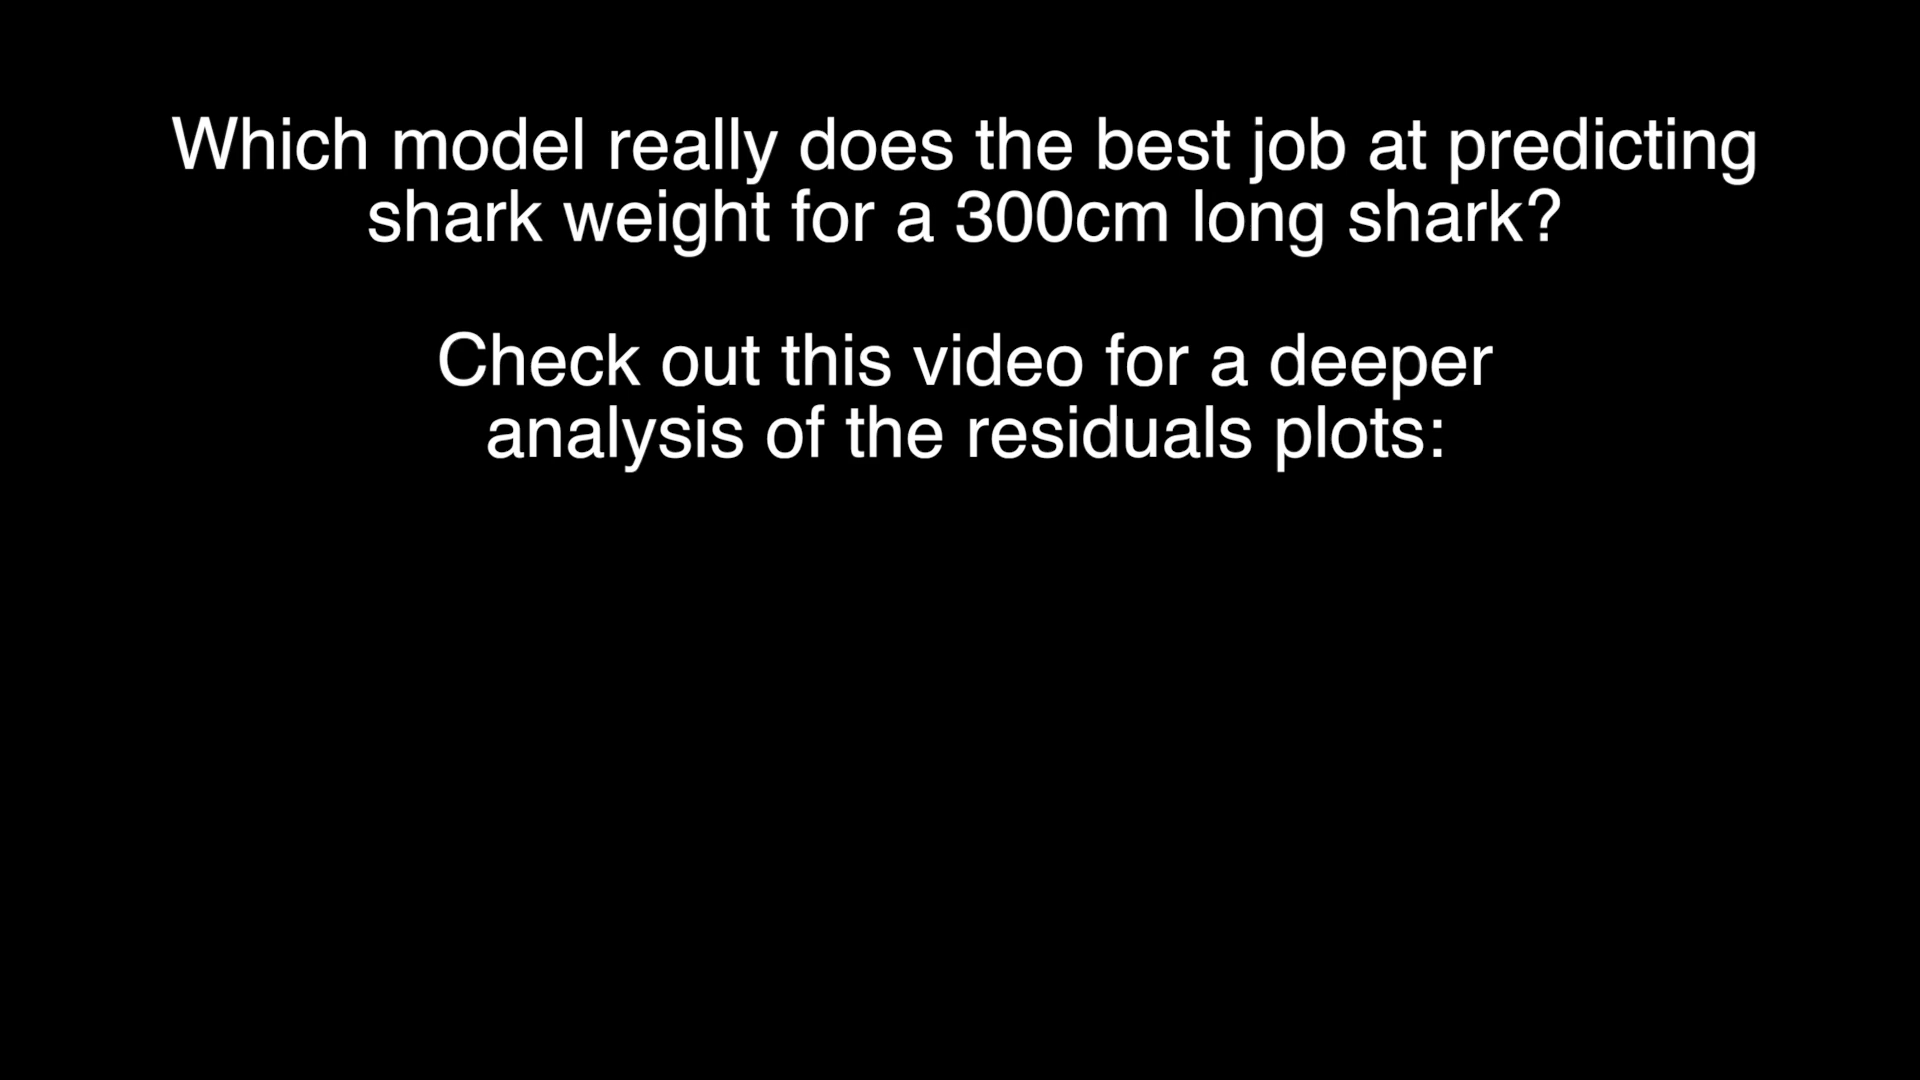 Which model really does the best job at predicting
shark weight for a 300cm long shark?
Check out this video for a deeper
analysis of the residuals plots: